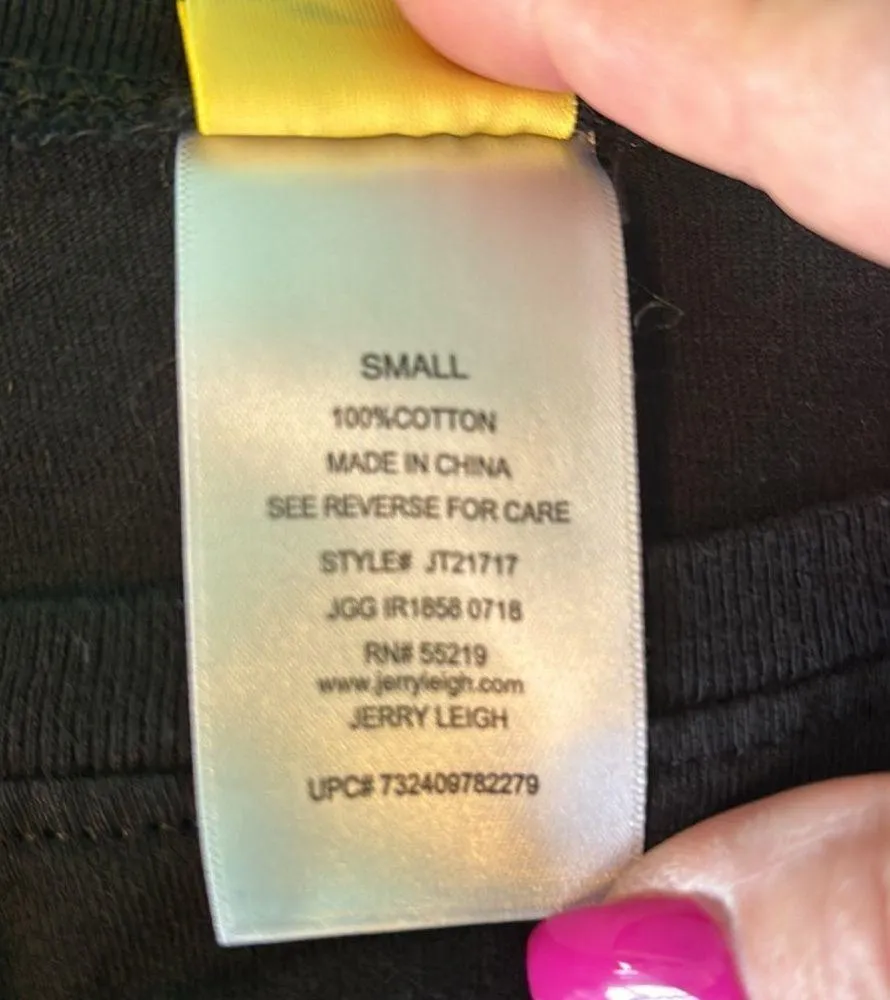 SMALL
100%COTTON
MADE IN CHINA
SEE REVERSE FOR CARE
STYLE# JT21717
JGG IR1858 0718
RN# 55219
www.jerryleigh.com
JERRY LEIGH
UPC# 732409782279